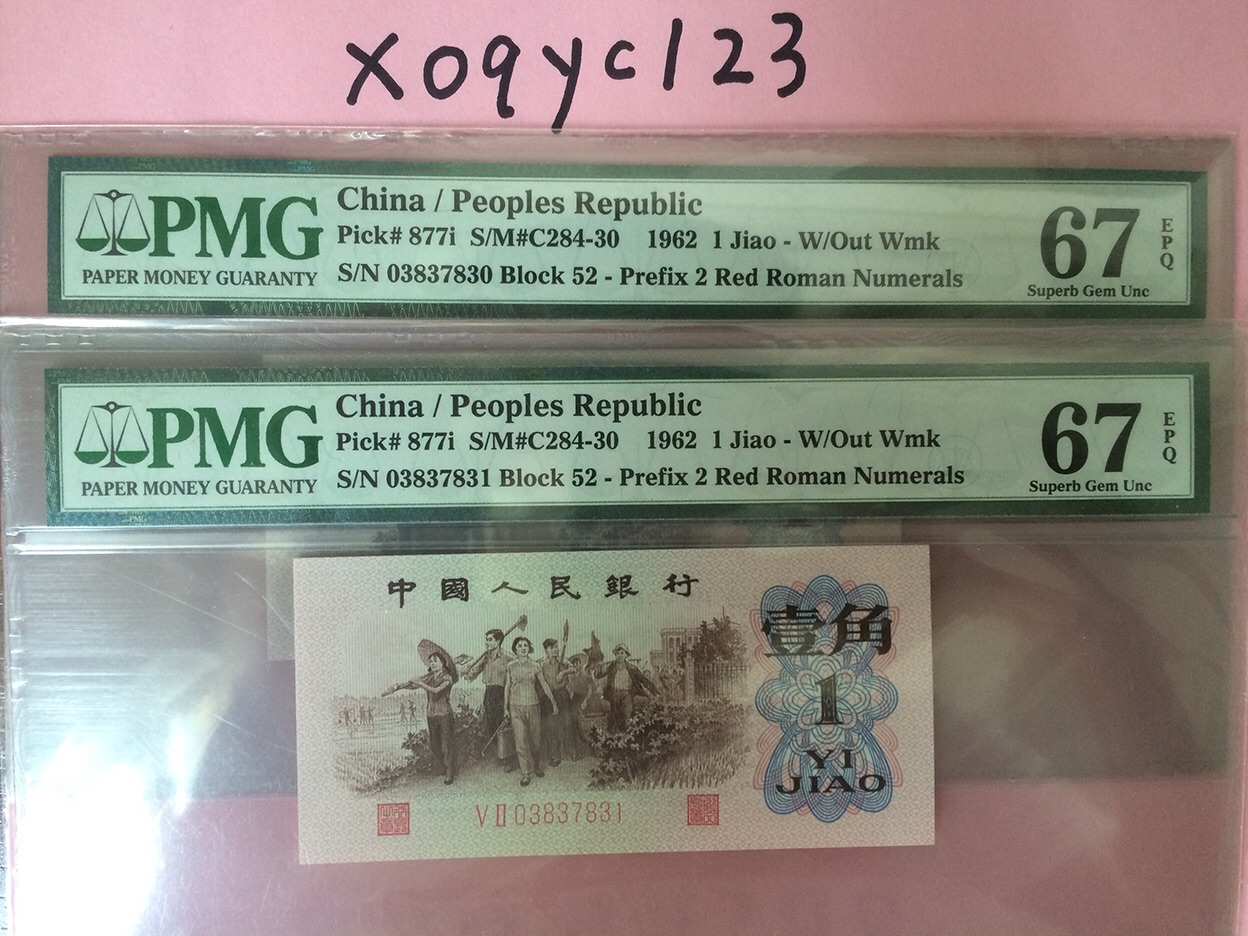 xoqyc123
PMG
PAPER MONEY GUARANTY
China / Peoples Republic
Pick# 877i S/M#C284-30 1962 1 Jiao - W/Out Wmk
S/N 03837830 Block 52 - Prefix 2 Red Roman Numerals
67
EPQ
Superb Gem Unc
PMG
PAPER MONEY GUARANTY
China / Peoples Republic
Pick# 877i S/M#C284-30 1962 1 Jiao - W/Out Wmk
S/N 03837831 Block 52 - Prefix 2 Red Roman Numerals
67
EPQ
Superb Gem Unc
中國人民銀行
壹角
1
YI
JIAO
V II 03837831